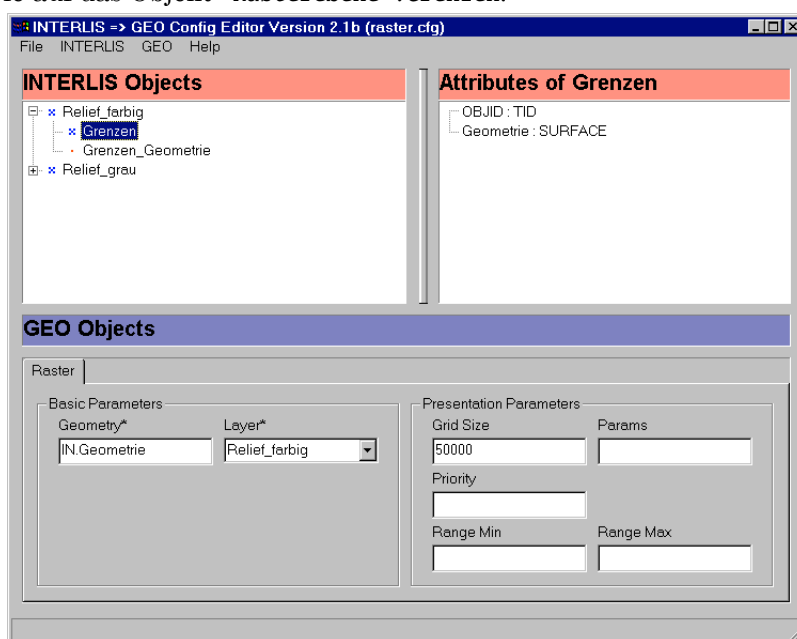 INTERLIS => GEO Config Editor Version 2.1b (raster.cfg)
File INTERLIS GEO Help
INTERLIS Objects
Attributes of Grenzen
Relief_farbig
Grenzen
Grenzen_Geometrie
Relief_grau
OBJID : TID
Geometrie : SURFACE
GEO Objects
Raster
Basic Parameters
Geometry* Layer*
IN.Geometrie Relief_farbig
Presentation Parameters
Grid Size Params
50000
Priority
Range Min Range Max